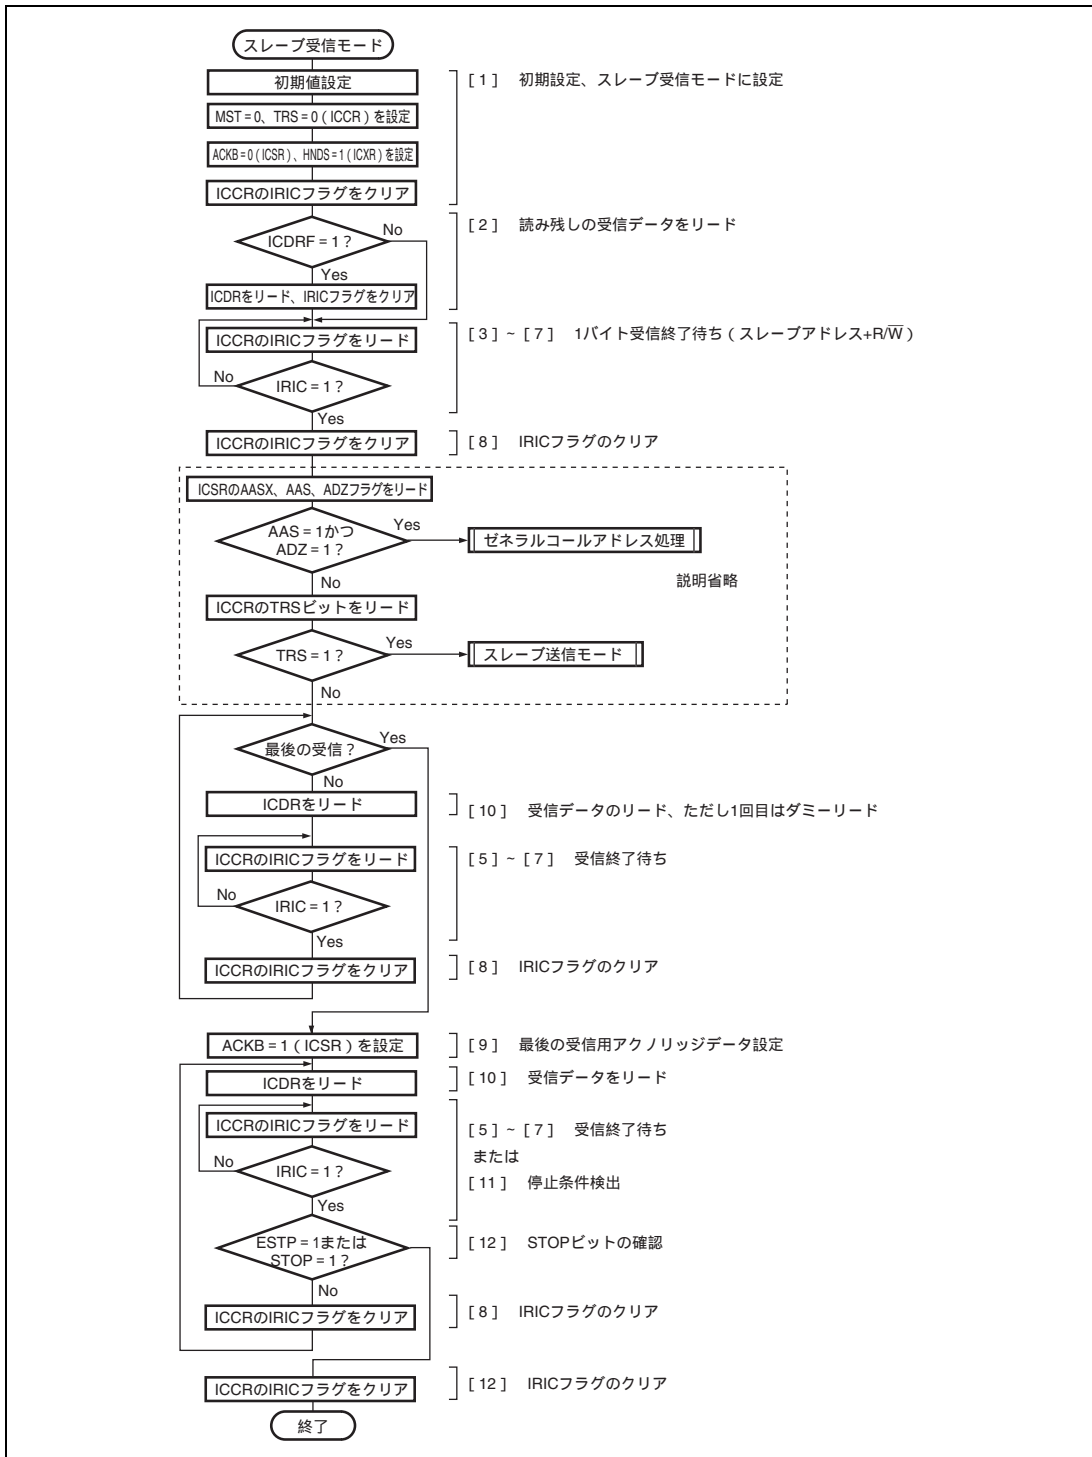 スレーブ受信モード
初期値設定
[ 1 ] 初期設定、スレーブ受信モードに設定
MST = 0、TRS = 0 ( ICCR ) を設定
ACKB = 0 ( ICSR )、HNDS = 1 ( ICXR ) を設定
ICCRのIRICフラグをクリア
[ 2 ] 読み残しの受信データをリード
ICDRF = 1 ?
No
Yes
ICDRをリード、IRICフラグをクリア
ICCRのIRICフラグをリード
[ 3 ] ~ [ 7 ] 1バイト受信終了待ち ( スレーブアドレス+R/W̅ )
No
IRIC = 1 ?
Yes
ICCRのIRICフラグをクリア
[ 8 ] IRICフラグのクリア
ICSRのAASX、AAS、ADZフラグをリード
AAS = 1かつ
ADZ = 1 ?
Yes
ゼネラルコールアドレス処理
説明省略
No
ICCRのTRSビットをリード
TRS = 1 ?
Yes
スレーブ送信モード
No
最後の受信 ?
Yes
No
ICDRをリード
[ 10 ] 受信データのリード、ただし1回目はダミーリード
ICCRのIRICフラグをリード
[ 5 ] ~ [ 7 ] 受信終了待ち
No
IRIC = 1 ?
Yes
ICCRのIRICフラグをクリア
[ 8 ] IRICフラグのクリア
ACKB = 1 ( ICSR ) を設定
[ 9 ] 最後の受信用アクノリッジデータ設定
ICDRをリード
[ 10 ] 受信データをリード
ICCRのIRICフラグをリード
[ 5 ] ~ [ 7 ] 受信終了待ち
または
[ 11 ] 停止条件検出
No
IRIC = 1 ?
Yes
ESTP = 1または
STOP = 1 ?
[ 12 ] STOPビットの確認
No
ICCRのIRICフラグをクリア
[ 8 ] IRICフラグのクリア
ICCRのIRICフラグをクリア
[ 12 ] IRICフラグのクリア
終了